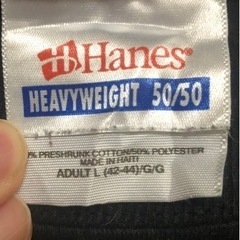 Hanes
HEAVYWEIGHT 50/50
% PRESHRUNK COTTON/50% POLYESTER
MADE IN HAITI
ADULT L (42-44)/G/G